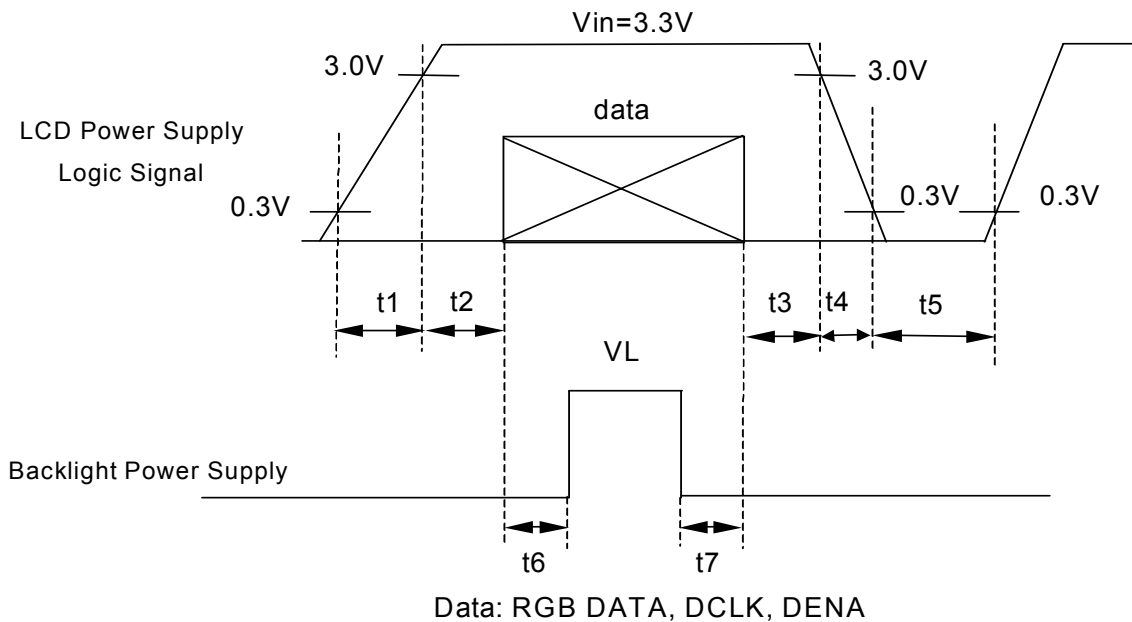 Vin=3.3V
3.0V
3.0V
data
LCD Power Supply
Logic Signal
0.3V
0.3V
0.3V
t1
t2
t3
t4
t5
VL
Backlight Power Supply
t6
t7
Data: RGB DATA, DCLK, DENA